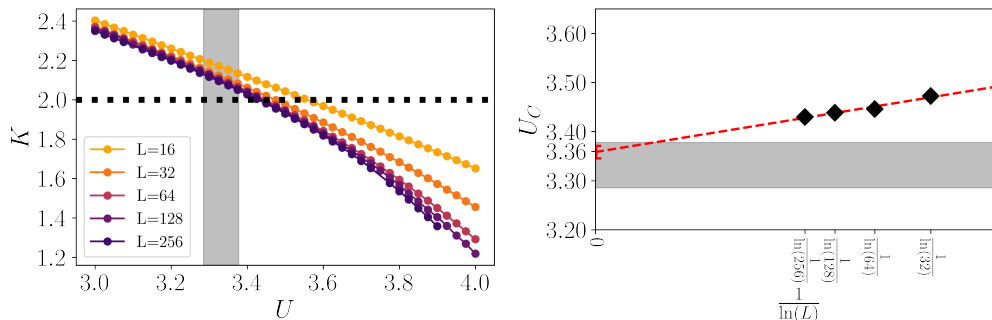 2.4
2.2
2.0
1.8
1.6
1.4
1.2
K
L=16
L=32
L=64
L=128
L=256
3.0
3.2
3.4
3.6
3.8
4.0
U
3.60
3.50
3.40
3.36
3.30
3.20
U_C
0
1/ln(256)
1/ln(128)
1/ln(64)
1/ln(32)
1/ln(L)